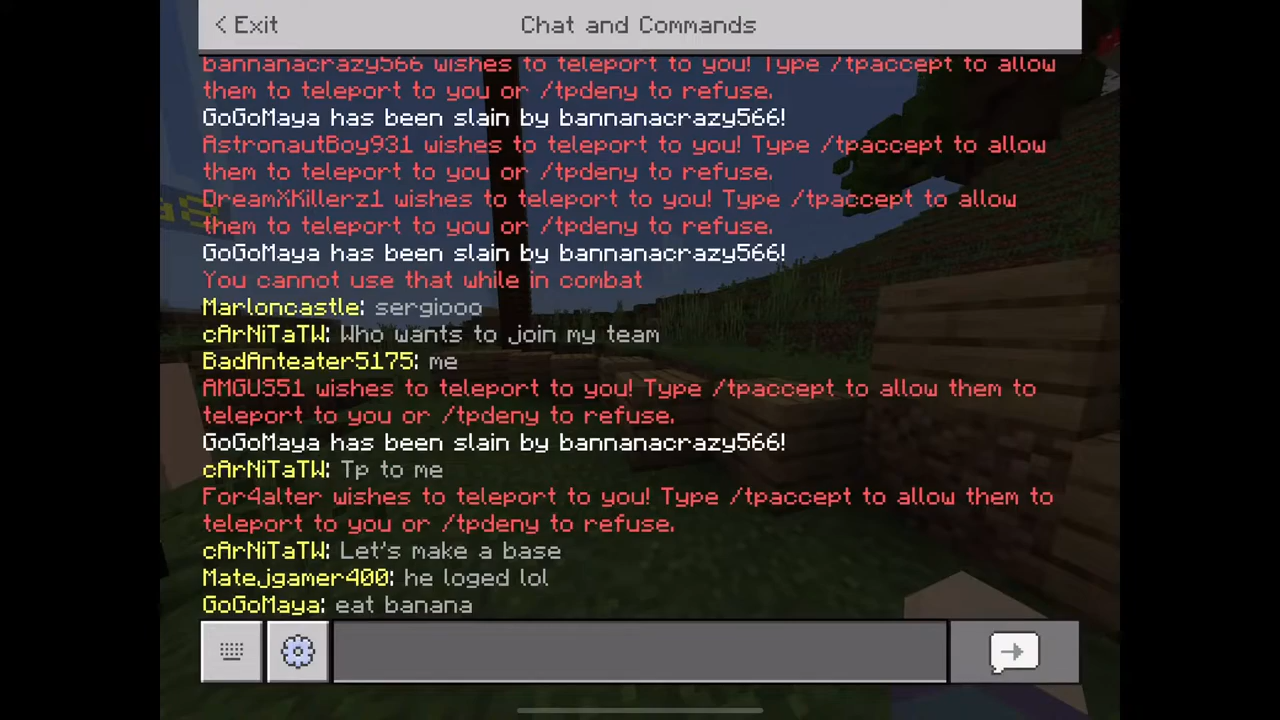 < Exit
Chat and Commands
bannanacrazy566 wishes to teleport to you! Type /tpaccept to allow
them to teleport to you or /tpdeny to refuse.
GoGoMaya has been slain by bannanacrazy566!
AstronautBoy931 wishes to teleport to you! Type /tpaccept to allow
them to teleport to you or /tpdeny to refuse.
DreamXKillerz1 wishes to teleport to you! Type /tpaccept to allow
them to teleport to you or /tpdeny to refuse.
GoGoMaya has been slain by bannanacrazy566!
You cannot use that while in combat
Marloncastle: sergiooo
cArNiTaTW: Who wants to join my team
BadAnteater5175: me
AMGU551 wishes to teleport to you! Type /tpaccept to allow them to
teleport to you or /tpdeny to refuse.
GoGoMaya has been slain by bannanacrazy566!
cArNiTaTW: Tp to me
For4alter wishes to teleport to you! Type /tpaccept to allow them to
teleport to you or /tpdeny to refuse.
cArNiTaTW: Let's make a base
Matejgamer400: he loged lol
GoGoMaya: eat banana